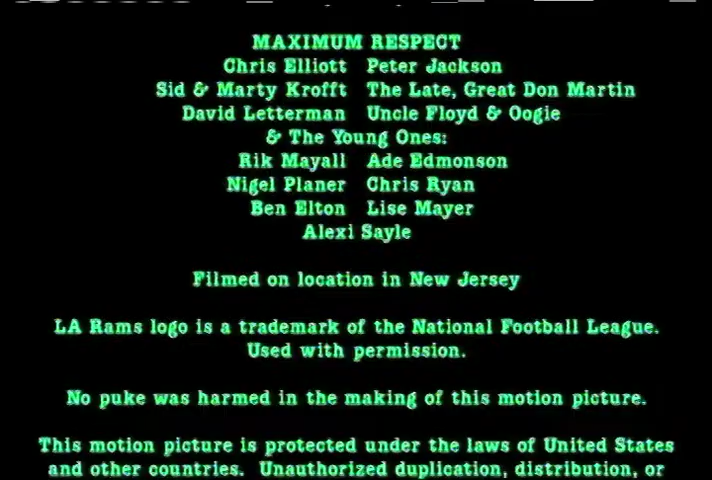 MAXIMUM RESPECT
Chris Elliott Peter Jackson
Sid & Marty Krofft The Late, Great Don Martin
David Letterman Uncle Floyd & Oogie
& The Young Ones:
Rik Mayall Ade Edmonson
Nigel Planer Chris Ryan
Ben Elton Lise Mayer
Alexi Sayle
Filmed on location in New Jersey
LA Rams logo is a trademark of the National Football League.
Used with permission.
No puke was harmed in the making of this motion picture.
This motion picture is protected under the laws of United States
and other countries. Unauthorized duplication, distribution, or